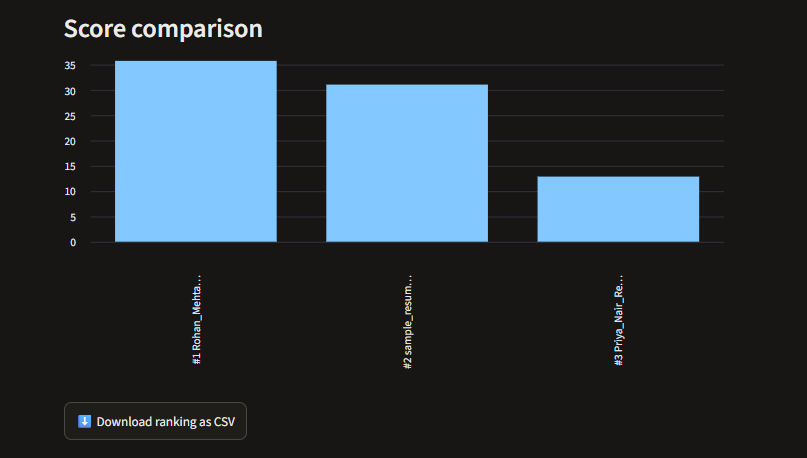 Score comparison
35
30
25
20
15
10
5
0
#1 Rohan_Mehta…
#2 sample_resum…
#3 Priya_Nair_Re…
Download ranking as CSV